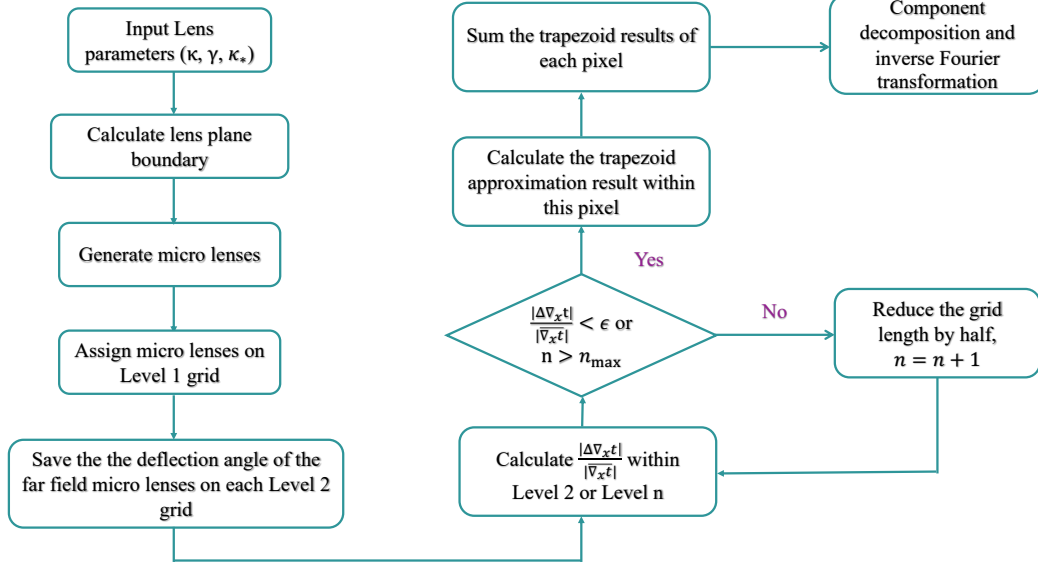 Input Lens
parameters (κ, γ, κ*)
Calculate lens plane
boundary
Generate micro lenses
Assign micro lenses on
Level 1 grid
Save the the deflection angle of the
far field micro lenses on each Level 2
grid
Calculate |Δ∇ₓt| / |∇ₓt̅| within
Level 2 or Level n
|Δ∇ₓt| / |∇ₓt̅| < ϵ or
n > nmax
Yes
No
Reduce the grid
length by half,
n = n + 1
Calculate the trapezoid
approximation result within
this pixel
Sum the trapezoid results of
each pixel
Component
decomposition and
inverse Fourier
transformation